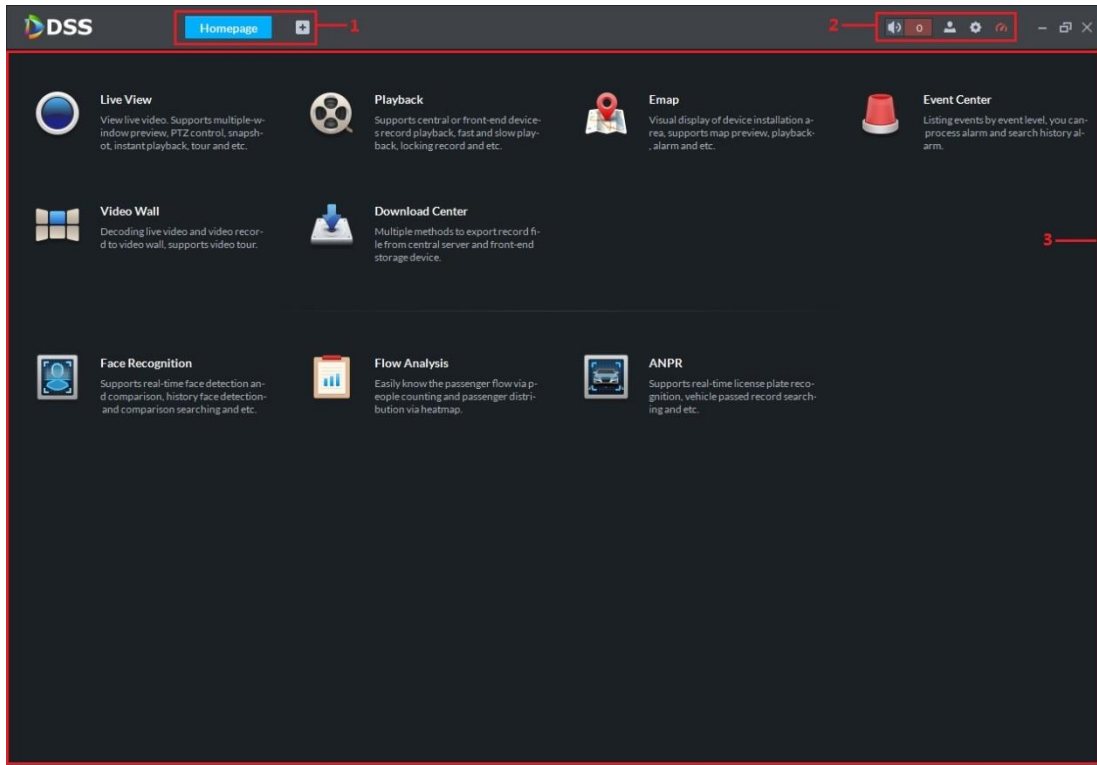 DSS
Homepage
1
2
0
Live View
View live video. Supports multiple-w-
indow preview, PTZ control, snapsh-
ot, instant playback, tour and etc.
Playback
Supports central or front-end device-
s record playback, fast and slow play-
back, locking record and etc.
Emap
Visual display of device installation a-
rea, supports map preview, playback-
, alarm and etc.
Event Center
Listing events by event level, you can-
process alarm and search history al-
arm.
Video Wall
Decoding live video and video recor-
d to video wall, supports video tour.
Download Center
Multiple methods to export record fi-
le from central server and front-end
storage device.
3
Face Recognition
Supports real-time face detection an-
d comparison, history face detection-
and comparison searching and etc.
Flow Analysis
Easily know the passenger flow via p-
eople counting and passenger distri-
bution via heatmap.
ANPR
Supports real-time license plate reco-
gnition, vehicle passed record search-
ing and etc.